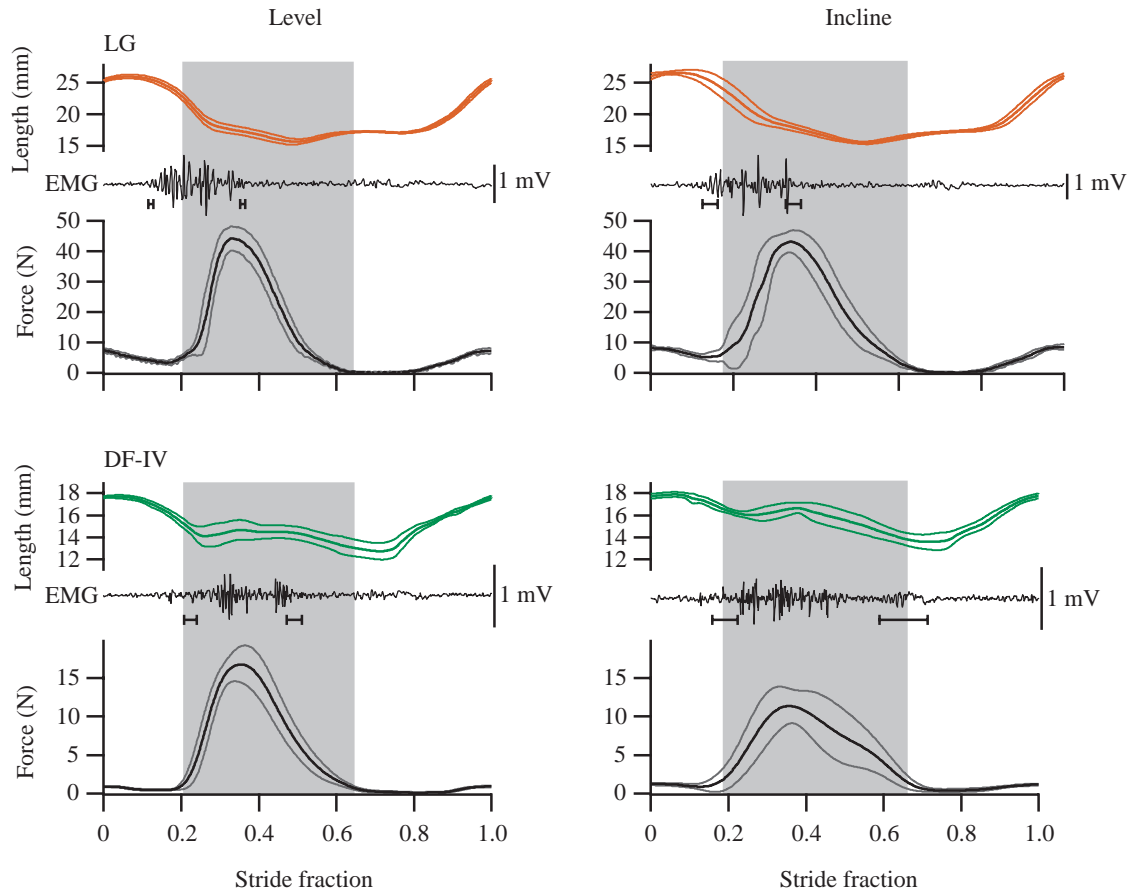 Level
Incline
LG
Length (mm)
25
20
15
25
20
15
EMG
1 mV
1 mV
Force (N)
50
40
30
20
10
0
50
40
30
20
10
0
DF-IV
Length (mm)
18
16
14
12
18
16
14
12
EMG
1 mV
1 mV
Force (N)
15
10
5
0
15
10
5
0
0 0.2 0.4 0.6 0.8 1.0
0 0.2 0.4 0.6 0.8 1.0
Stride fraction
Stride fraction